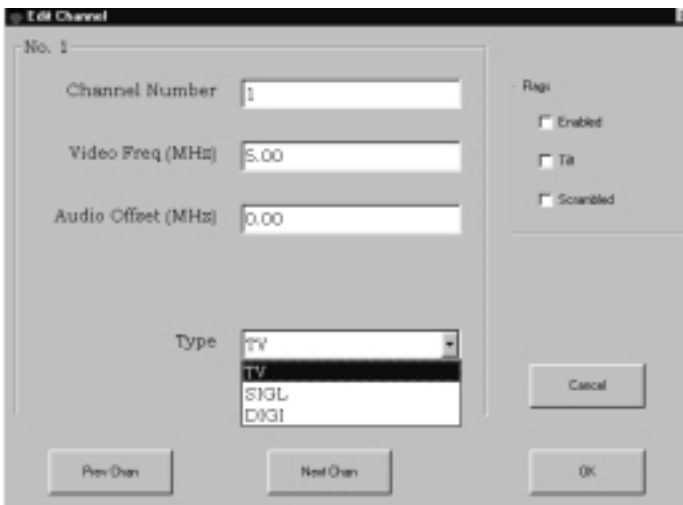 Edit Channel
No. 1
Channel Number
1
Video Freq (MHz)
5.00
Audio Offset (MHz)
0.00
Type
TV
TV
SIGL
DIGI
Flags
Enabled
Tilt
Scrambled
Cancel
Prev Chan
Next Chan
OK